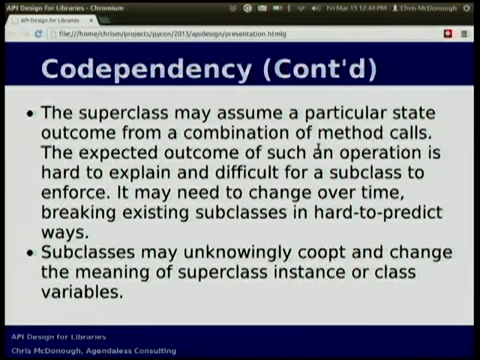 API Design for Libraries - Chromium
Fri Mar 15 12:44 PM
Chris McDonough
API Design for Libraries
file:///home/chrism/projects/pycon/2013/apidesign/presentation.html
Codependency (Cont'd)
• The superclass may assume a particular state
outcome from a combination of method calls.
The expected outcome of such an operation is
hard to explain and difficult for a subclass to
enforce. It may need to change over time,
breaking existing subclasses in hard-to-predict
ways.
• Subclasses may unknowingly coopt and change
the meaning of superclass instance or class
variables.
API Design for Libraries
Chris McDonough, Agendaless Consulting